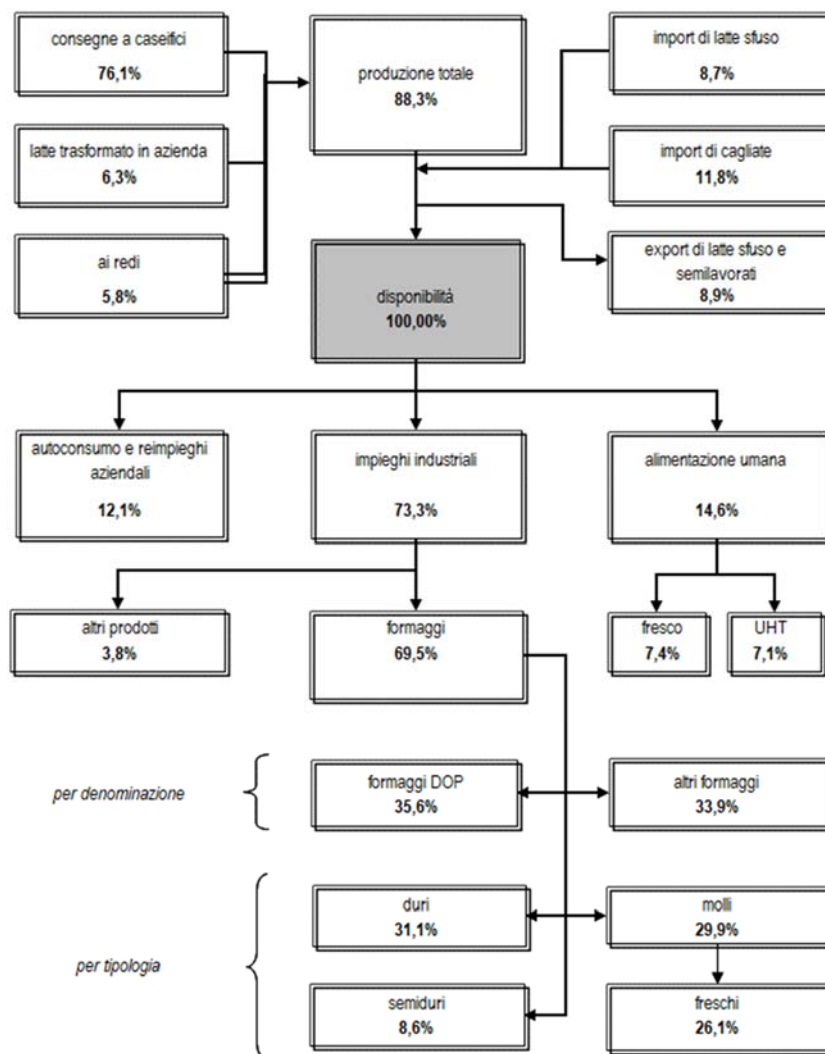 consegne a caseifici
76,1%
produzione totale
88,3%
import di latte sfuso
8,7%
latte trasformato in azienda
6,3%
import di cagliate
11,8%
ai redi
5,8%
export di latte sfuso e
semilavorati
8,9%
disponibilità
100,00%
autoconsumo e reimpieghi
aziendali
12,1%
impieghi industriali
73,3%
alimentazione umana
14,6%
altri prodotti
3,8%
formaggi
69,5%
fresco
7,4%
UHT
7,1%
per denominazione
formaggi DOP
35,6%
altri formaggi
33,9%
per tipologia
duri
31,1%
molli
29,9%
semiduri
8,6%
freschi
26,1%